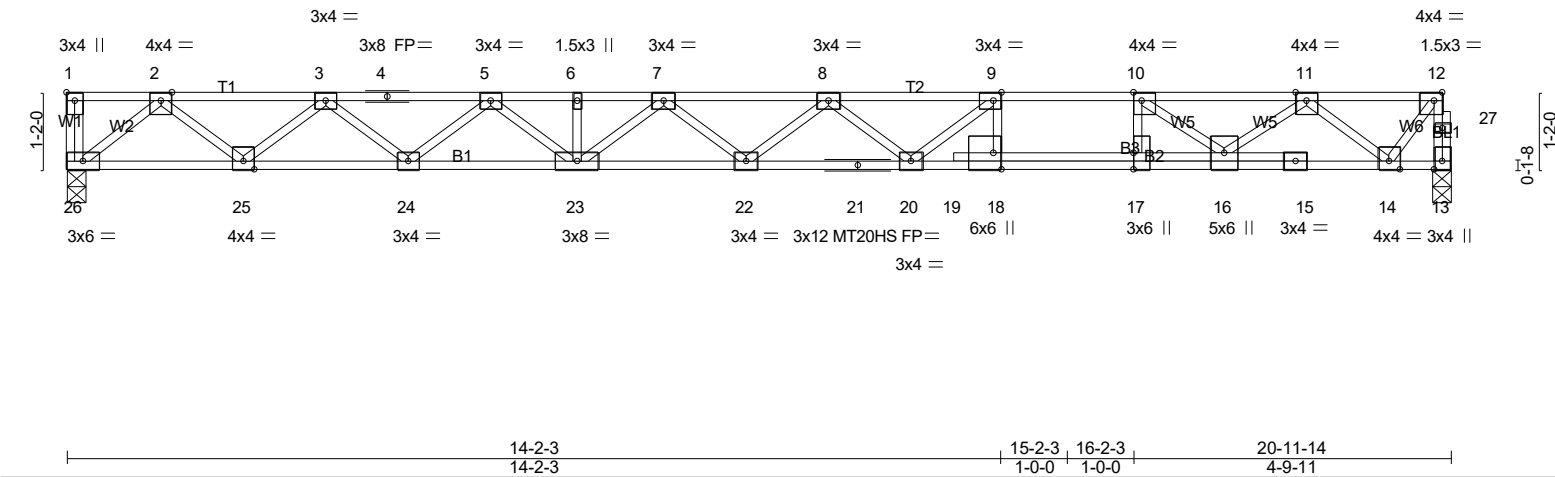 3x4 =
4x4 =
3x4 || 4x4 = 3x8 FP= 3x4 = 1.5x3 || 3x4 = 3x4 = 3x4 = 4x4 = 4x4 = 1.5x3 =
1 2 3 4 5 6 7 8 9 10 11 12
T1 T2
W1 W2 W5 W5 W6 27
BL1
1-2-0 1-2-0
B1 B3 B2 0-1-8
26 25 24 23 22 21 20 19 18 17 16 15 14 13
6x6 || 3x6 || 5x6 || 3x4 =
3x6 = 4x4 = 3x4 = 3x8 = 3x4 = 3x12 MT20HS FP= 4x4 = 3x4 ||
3x4 =
14-2-3 15-2-3 16-2-3 20-11-14
14-2-3 1-0-0 1-0-0 4-9-11